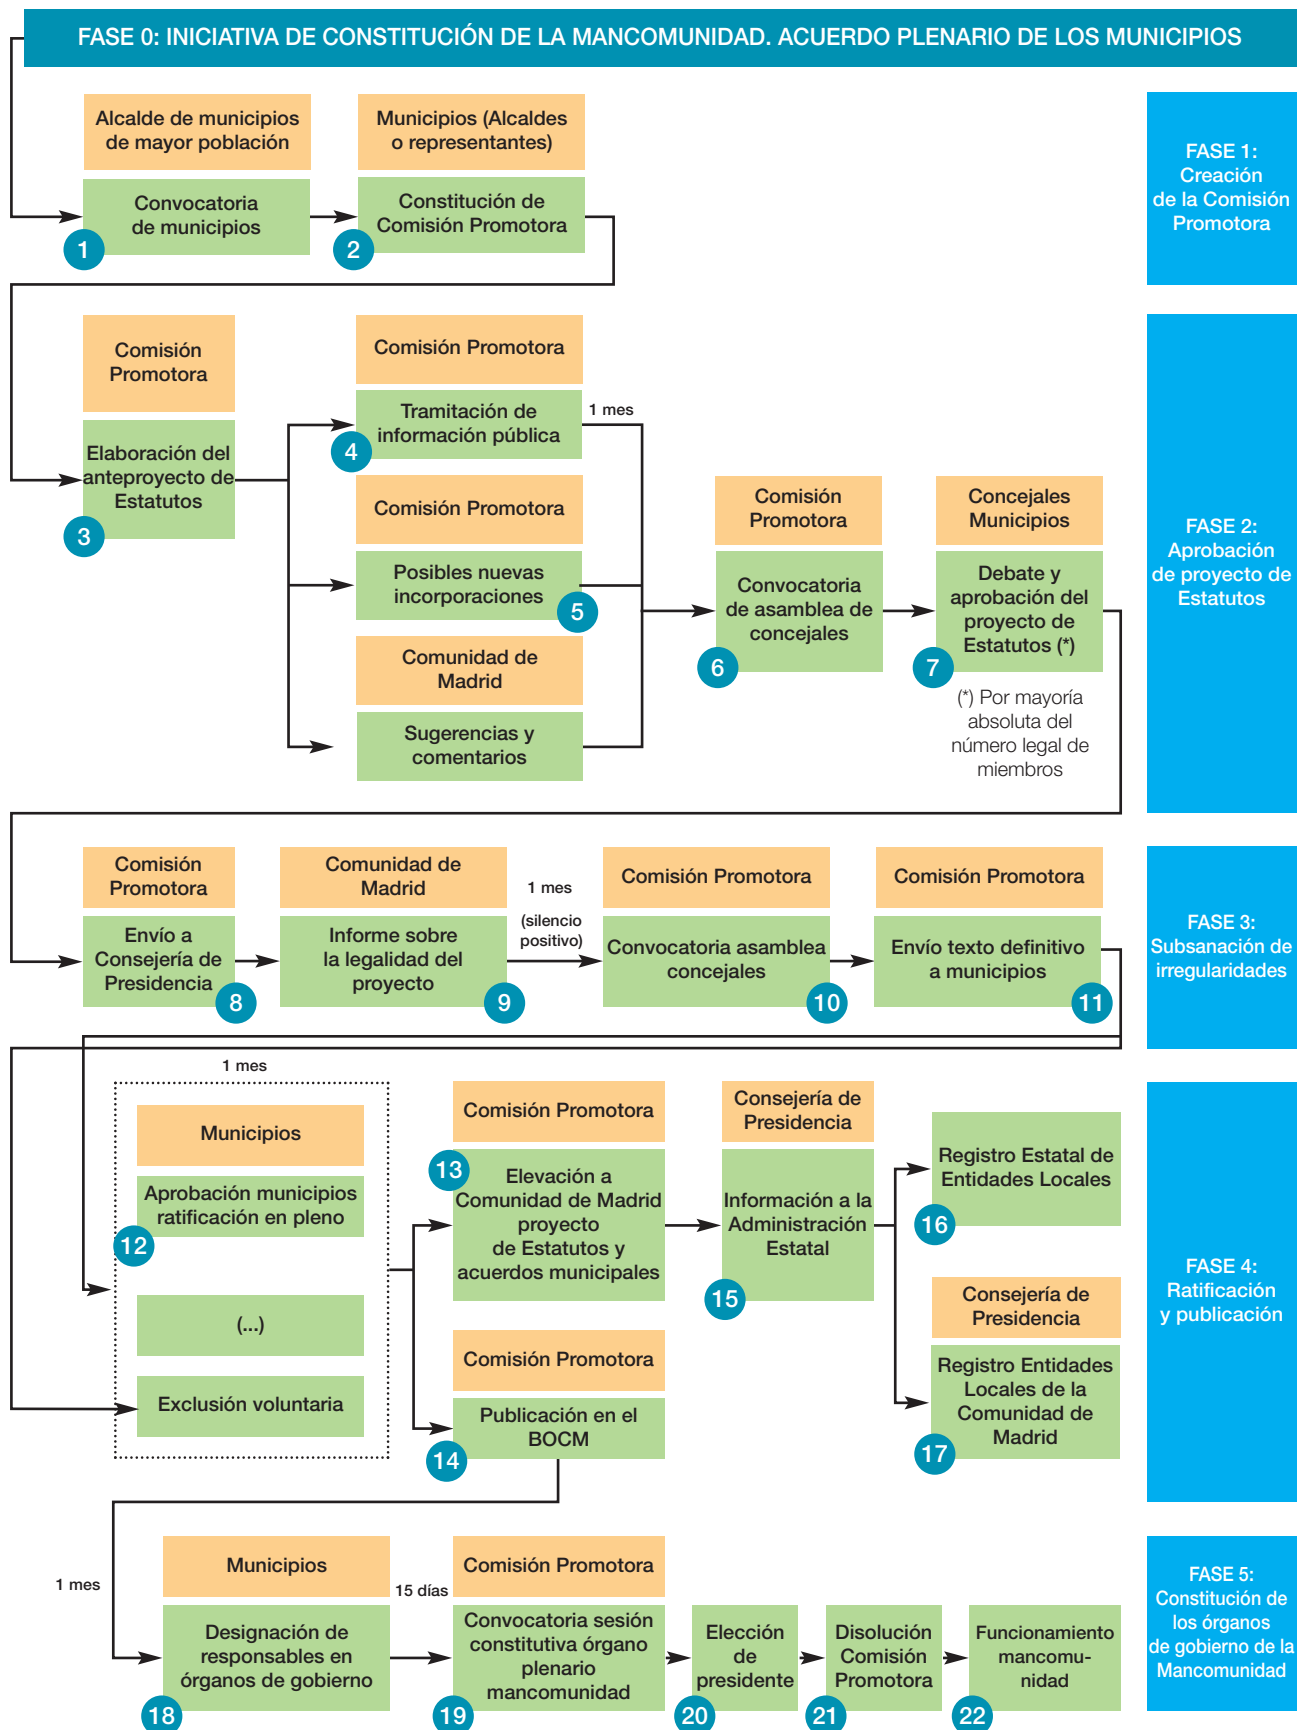 FASE 0: INICIATIVA DE CONSTITUCIÓN DE LA MANCOMUNIDAD. ACUERDO PLENARIO DE LOS MUNICIPIOS
Alcalde de municipios
de mayor población
Convocatoria
de municipios
1
Municipios (Alcaldes
o representantes)
Constitución de
Comisión Promotora
2
FASE 1:
Creación
de la Comisión
Promotora
Comisión
Promotora
Elaboración del
anteproyecto de
Estatutos
3
Comisión Promotora
Tramitación de
información pública
4
1 mes
Comisión Promotora
Posibles nuevas
incorporaciones
5
Comunidad de
Madrid
Sugerencias y
comentarios
Comisión
Promotora
Convocatoria
de asamblea de
concejales
6
Concejales
Municipios
Debate y
aprobación del
proyecto de
Estatutos (*)
7
(*) Por mayoría
absoluta del
número legal de
miembros
FASE 2:
Aprobación
de proyecto de
Estatutos
Comisión
Promotora
Envío a
Consejería de
Presidencia
8
Comunidad de
Madrid
Informe sobre
la legalidad del
proyecto
9
1 mes
(silencio
positivo)
Comisión Promotora
Convocatoria asamblea
concejales
10
Comisión Promotora
Envío texto definitivo
a municipios
11
FASE 3:
Subsanación de
irregularidades
1 mes
Municipios
Aprobación municipios
ratificación en pleno
12
(...)
Exclusión voluntaria
Comisión Promotora
13
Elevación a
Comunidad de Madrid
proyecto
de Estatutos y
acuerdos municipales
Comisión Promotora
Publicación en el
BOCM
14
Consejería de
Presidencia
Información a la
Administración
Estatal
15
Registro Estatal de
Entidades Locales
16
Consejería de
Presidencia
Registro Entidades
Locales de la
Comunidad de
Madrid
17
FASE 4:
Ratificación
y publicación
1 mes
Municipios
Designación de
responsables en
órganos de gobierno
18
15 días
Comisión Promotora
Convocatoria sesión
constitutiva órgano
plenario
mancomunidad
19
Elección
de
presidente
20
Disolución
Comisión
Promotora
21
Funcionamiento
mancomu-
nidad
22
FASE 5:
Constitución de
los órganos
de gobierno de la
Mancomunidad